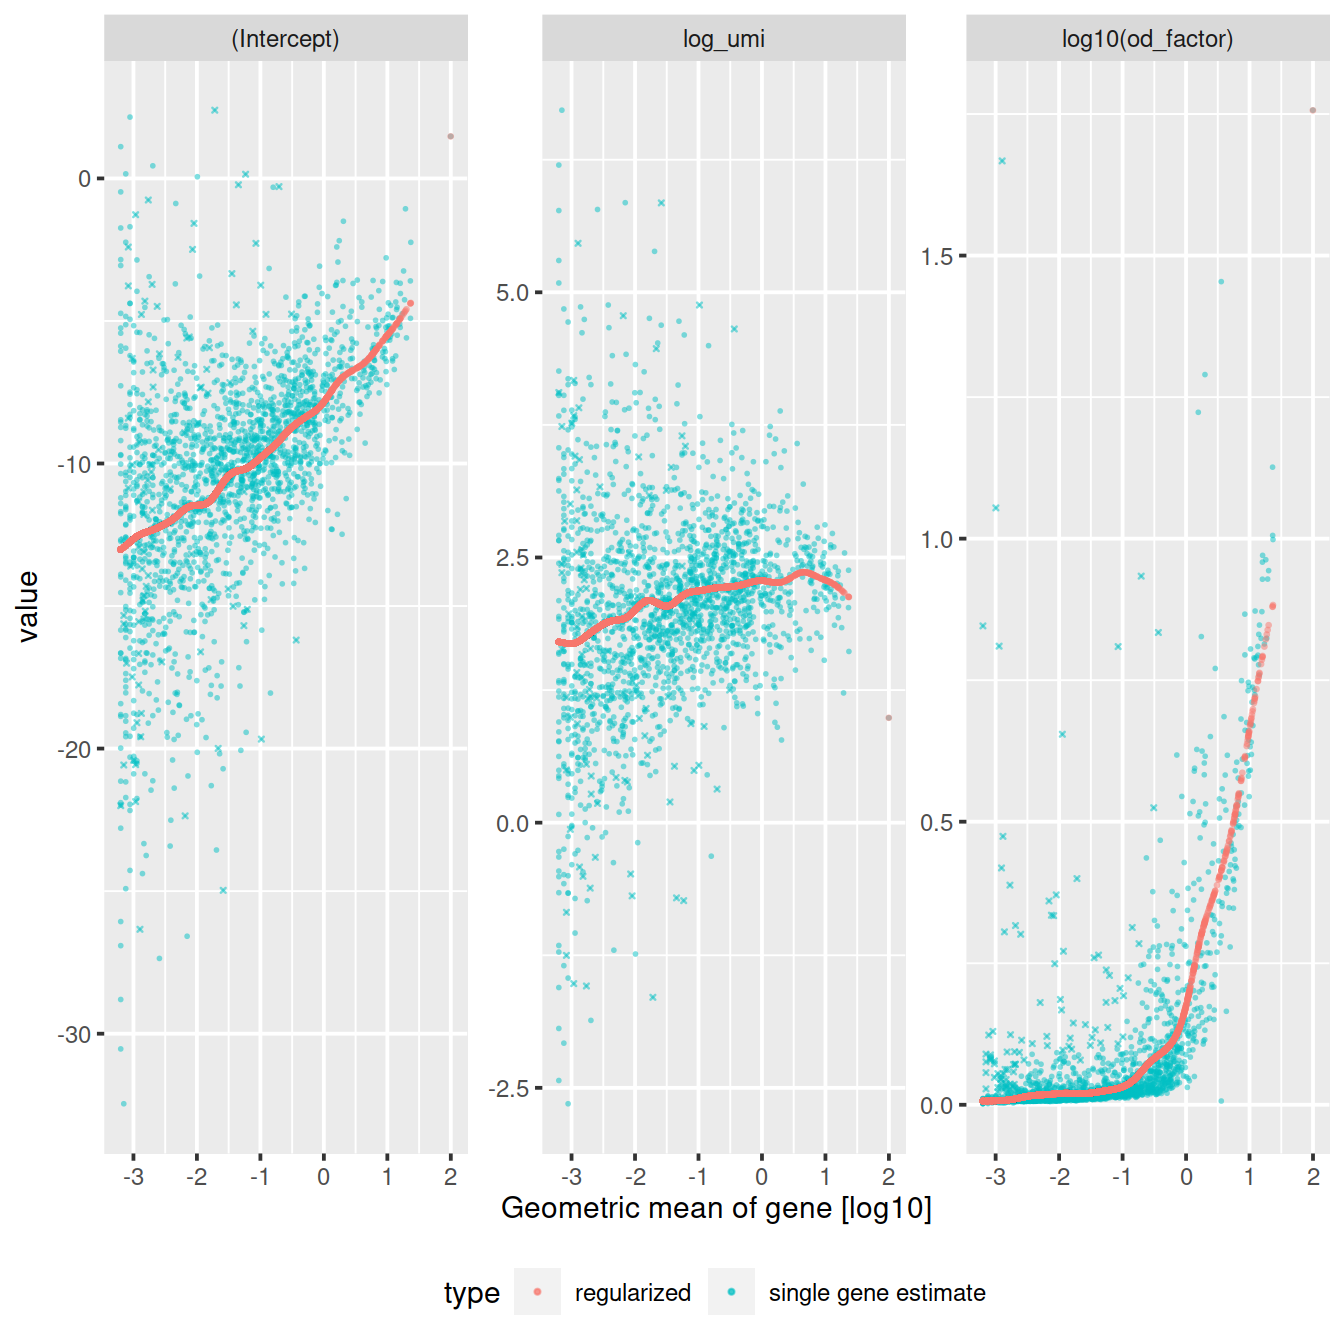 (Intercept) log_umi log10(od_factor)
value
0
-10
-20
-30
5.0
2.5
0.0
-2.5
1.5
1.0
0.5
0.0
-3 -2 -1 0 1 2 -3 -2 -1 0 1 2 -3 -2 -1 0 1 2
Geometric mean of gene [log10]
type regularized single gene estimate